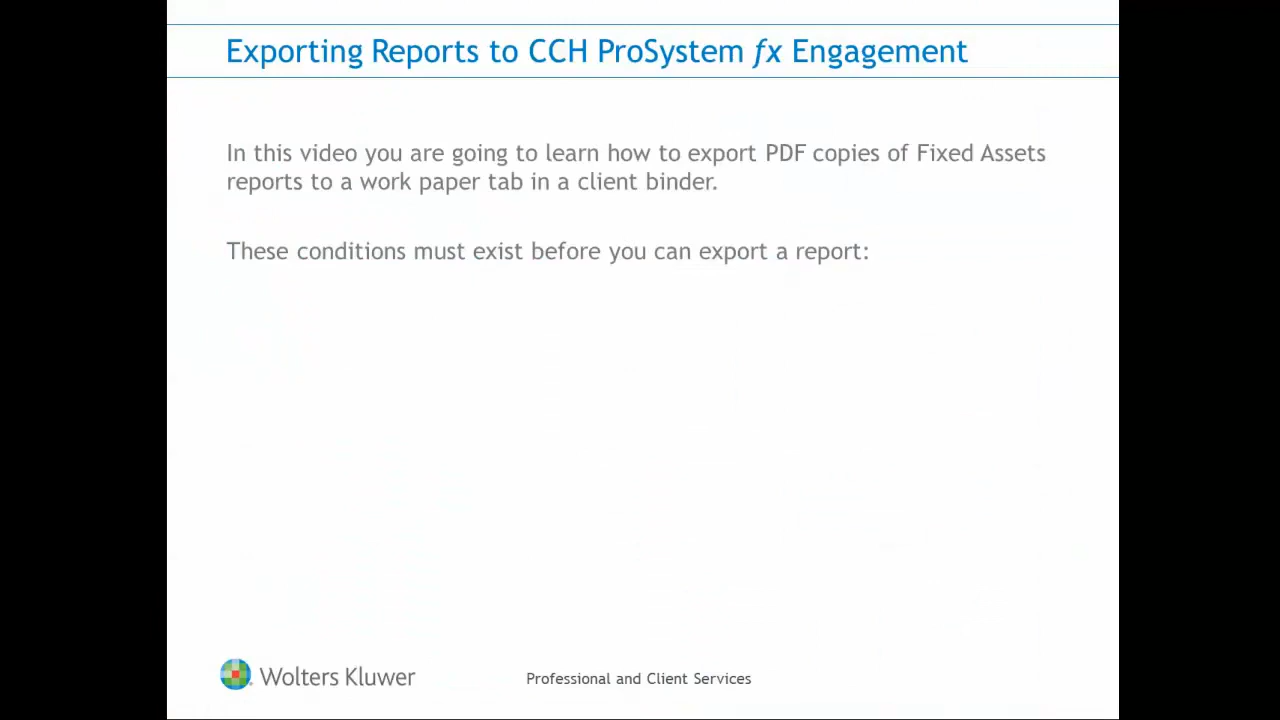 Exporting Reports to CCH ProSystem fx Engagement
In this video you are going to learn how to export PDF copies of Fixed Assets
reports to a work paper tab in a client binder.
These conditions must exist before you can export a report:
Wolters Kluwer
Professional and Client Services